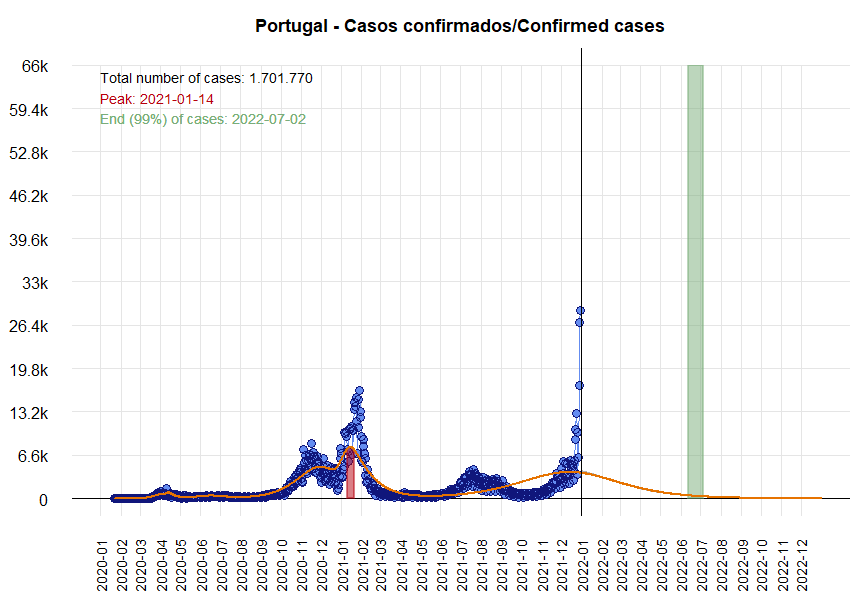 Portugal - Casos confirmados/Confirmed cases
66k
59.4k
52.8k
46.2k
39.6k
33k
26.4k
19.8k
13.2k
6.6k
0
Total number of cases: 1.701.770
Peak: 2021-01-14
End (99%) of cases: 2022-07-02
2020-01
2020-02
2020-03
2020-04
2020-05
2020-06
2020-07
2020-08
2020-09
2020-10
2020-11
2020-12
2021-01
2021-02
2021-03
2021-04
2021-05
2021-06
2021-07
2021-08
2021-09
2021-10
2021-11
2021-12
2022-01
2022-02
2022-03
2022-04
2022-05
2022-06
2022-07
2022-08
2022-09
2022-10
2022-11
2022-12